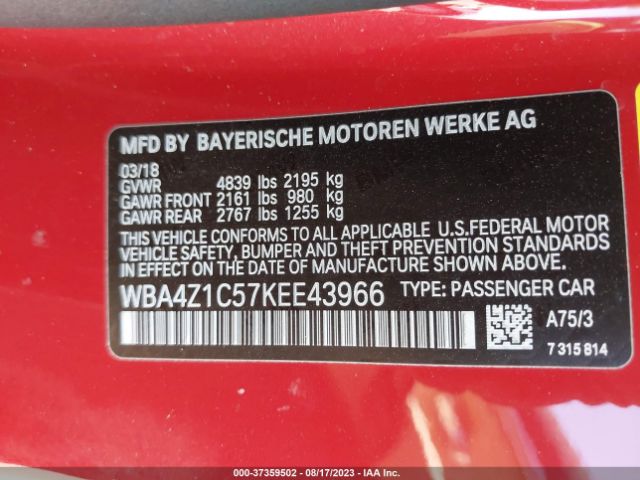 MFD BY BAYERISCHE MOTOREN WERKE AG
03/18
GVWR 4839 lbs 2195 kg
GAWR FRONT 2161 lbs 980 kg
GAWR REAR 2767 lbs 1255 kg
THIS VEHICLE CONFORMS TO ALL APPLICABLE U.S.FEDERAL MOTOR
VEHICLE SAFETY, BUMPER AND THEFT PREVENTION STANDARDS
IN EFFECT ON THE DATE OF MANUFACTURE SHOWN ABOVE.
WBA4Z1C57KEE43966 TYPE: PASSENGER CAR
A75/3
7 315 814
000-37359502 - 08/17/2023 - IAA Inc.